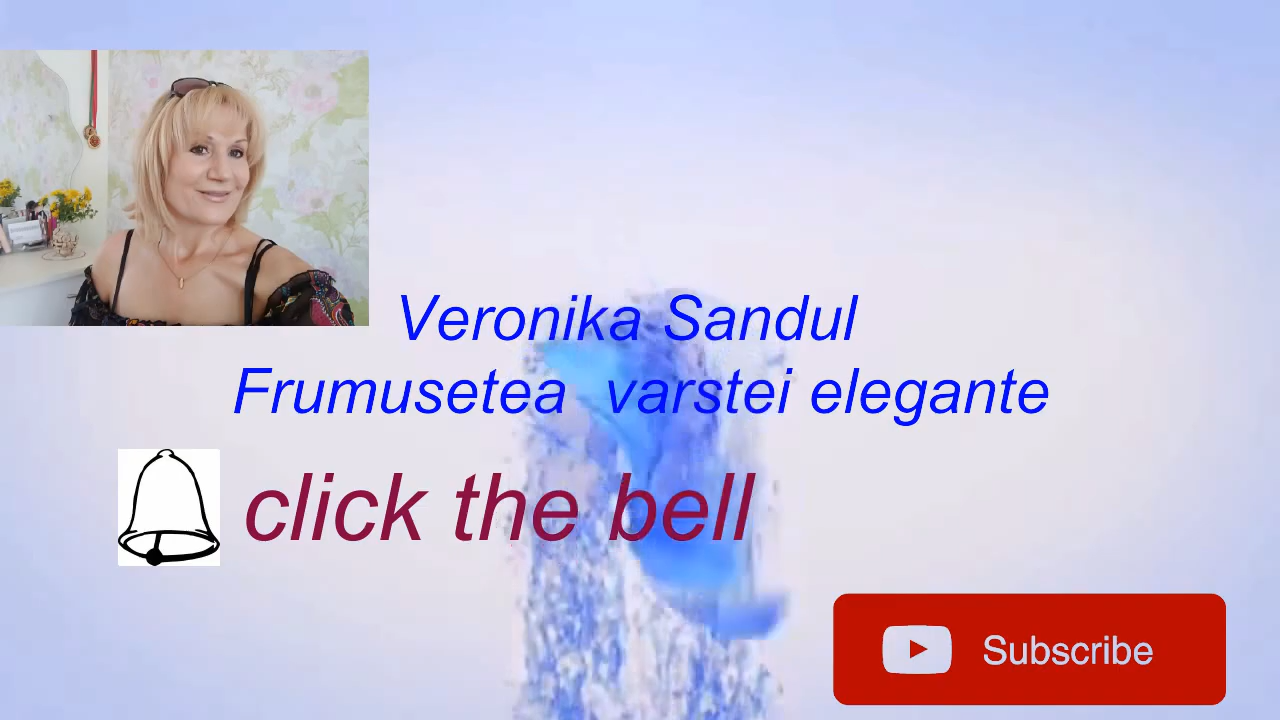 Veronika Sandul
Frumusetea varstei elegante
click the bell
Subscribe